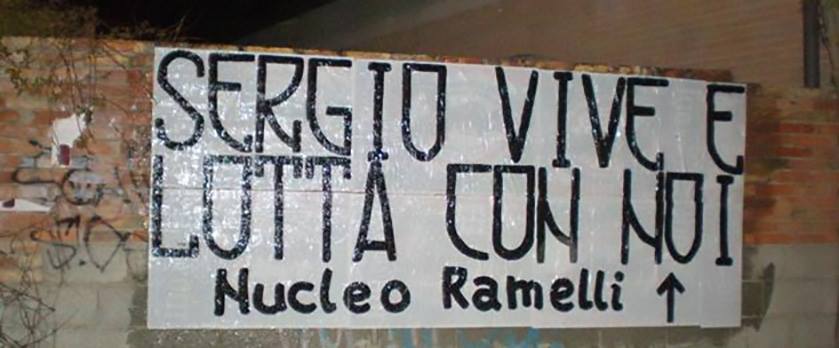 SERGIO VIVE E
LOTTA CON NOI
Nucleo Ramelli ↑